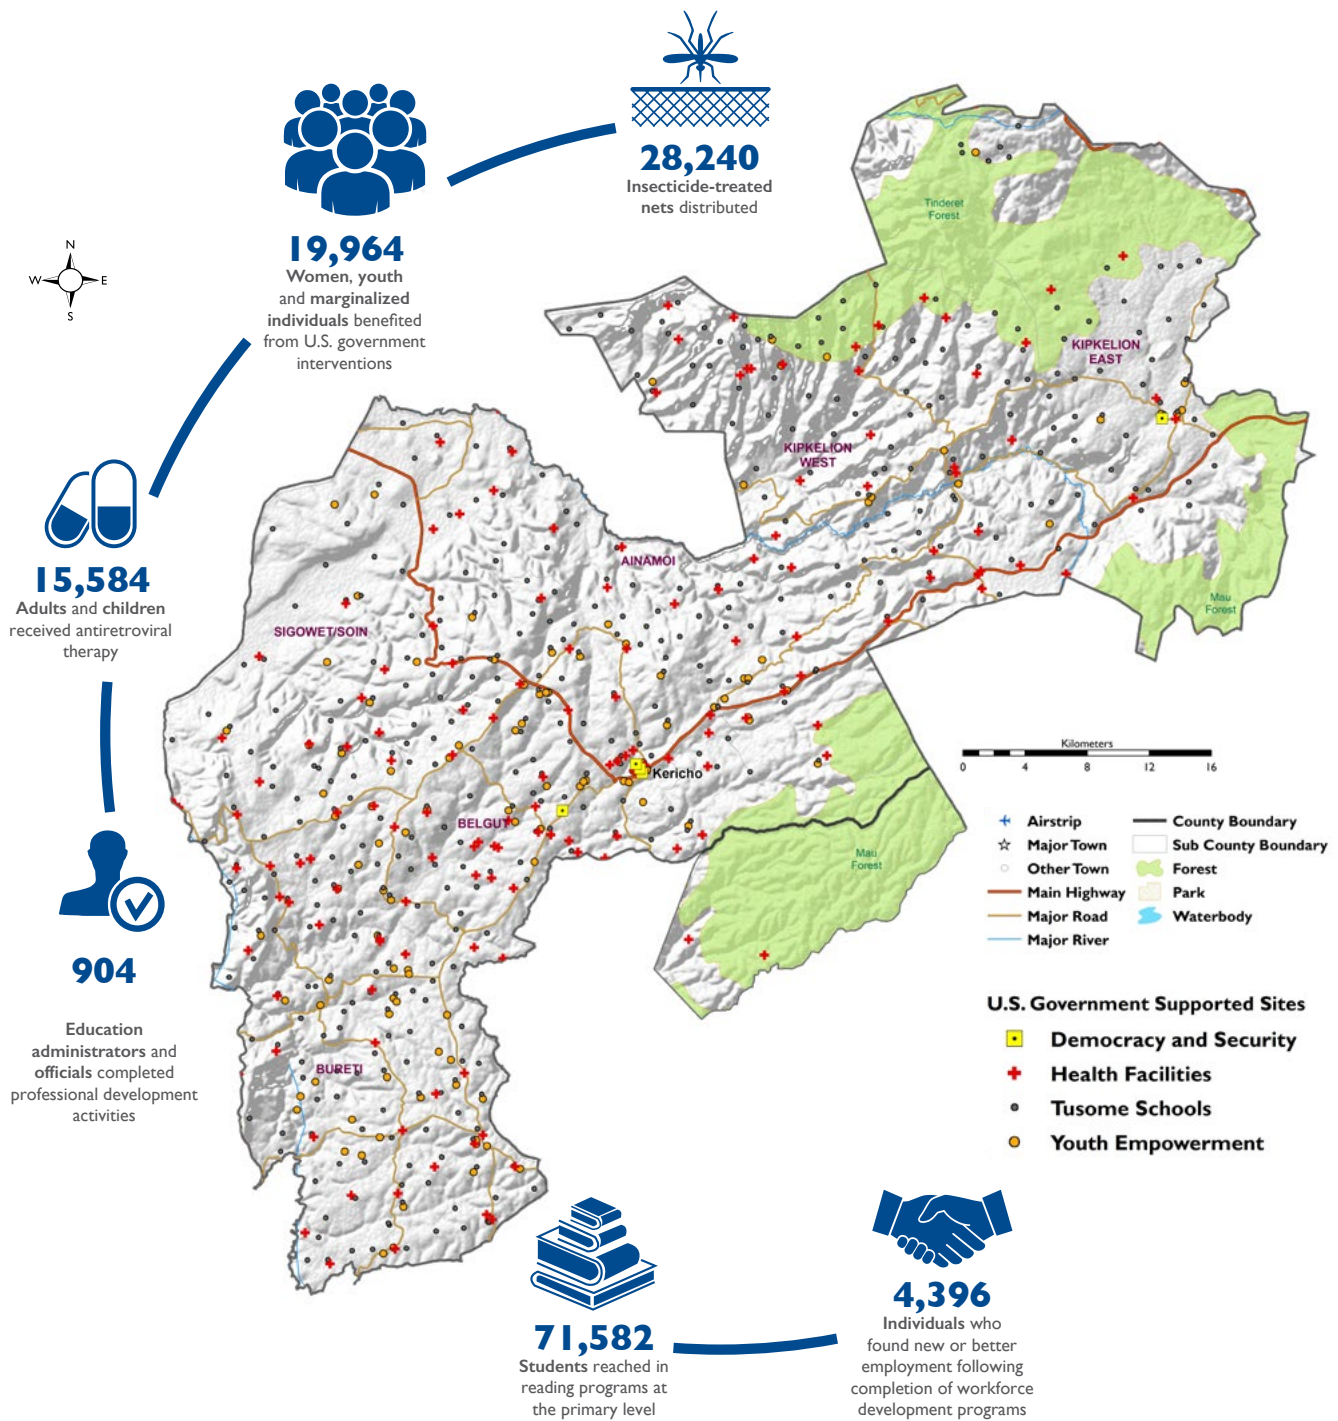 28,240
Insecticide-treated
nets distributed
19,964
Women, youth
and marginalized
individuals benefited
from U.S. government
interventions
N
W E
S
15,584
Adults and children
received antiretroviral
therapy
904
Education
administrators and
officials completed
professional development
activities
71,582
Students reached in
reading programs at
the primary level
4,396
Individuals who
found new or better
employment following
completion of workforce
development programs
Tinderet
Forest
KIPKELION
EAST
KIPKELION
WEST
AINAMOI
SIGOWET/SOIN
Mau
Forest
Kericho
BELGUT
Mau
Forest
BURETI
Kilometers
0 4 8 12 16
Airstrip
Major Town
Other Town
Main Highway
Major Road
Major River
County Boundary
Sub County Boundary
Forest
Park
Waterbody
U.S. Government Supported Sites
Democracy and Security
Health Facilities
Tusome Schools
Youth Empowerment